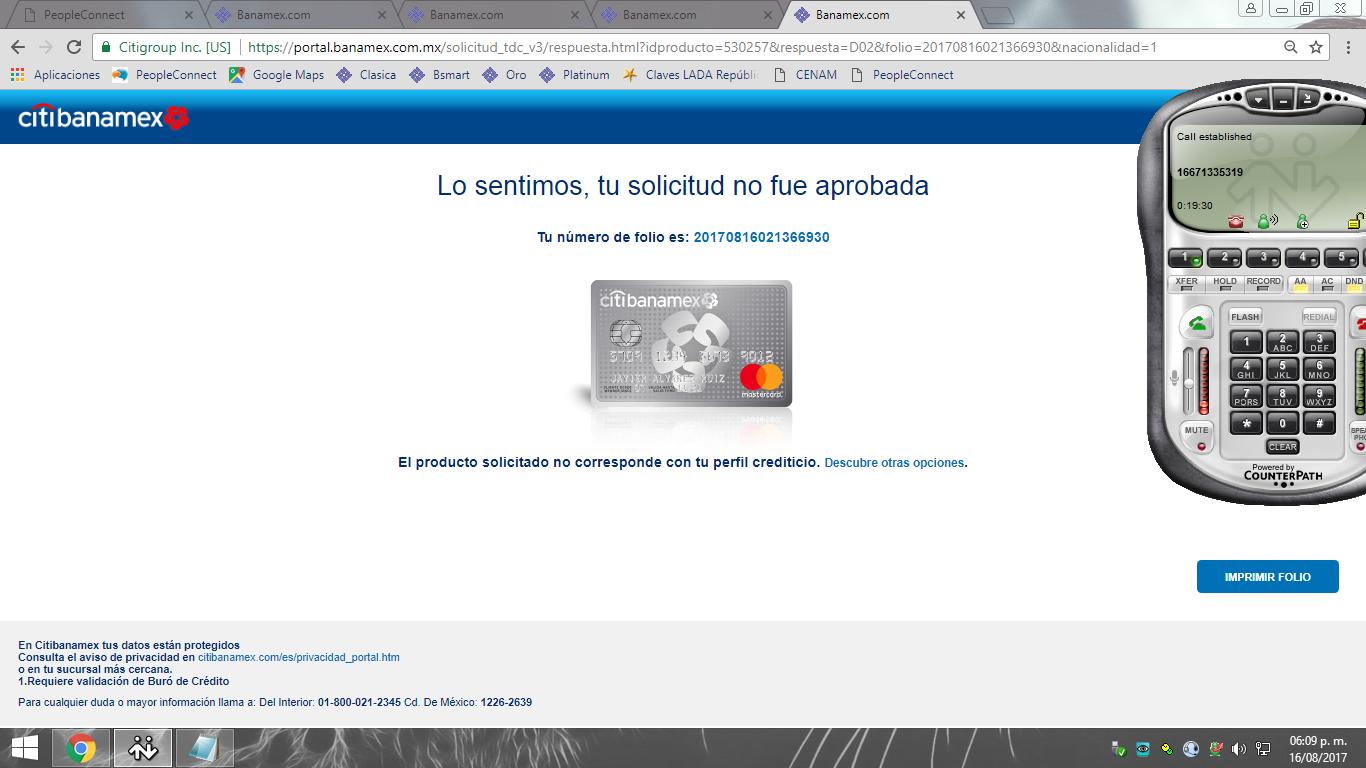 PeopleConnect
Banamex.com
Banamex.com
Banamex.com
Banamex.com
Citigroup Inc. [US]
https://portal.banamex.com.mx/solicitud_tdc_v3/respuesta.html?idproducto=530257&respuesta=D02&folio=20170816021366930&nacionalidad=1
Aplicaciones
PeopleConnect
Google Maps
Clasica
Bsmart
Oro
Platinum
Claves LADA Repúblic
CENAM
PeopleConnect
citibanamex
Lo sentimos, tu solicitud no fue aprobada
Tu número de folio es: 20170816021366930
citibanamex
9012
mastercard
El producto solicitado no corresponde con tu perfil crediticio. Descubre otras opciones.
IMPRIMIR FOLIO
En Citibanamex tus datos están protegidos
Consulta el aviso de privacidad en citibanamex.com/es/privacidad_portal.htm
o en tu sucursal más cercana.
1.Requiere validación de Buró de Crédito
Para cualquier duda o mayor información llama a: Del Interior: 01-800-021-2345 Cd. De México: 1226-2639
Call established
16671335319
0:19:30
1 2 3 4 5
XFER HOLD RECORD AA AC DND
FLASH REDIAL
1 2 ABC 3 DEF
4 GHI 5 JKL 6 MNO
7 PQRS 8 TUV 9 WXYZ
* 0 #
MUTE
CLEAR
Powered by
COUNTERPATH
06:09 p. m.
16/08/2017